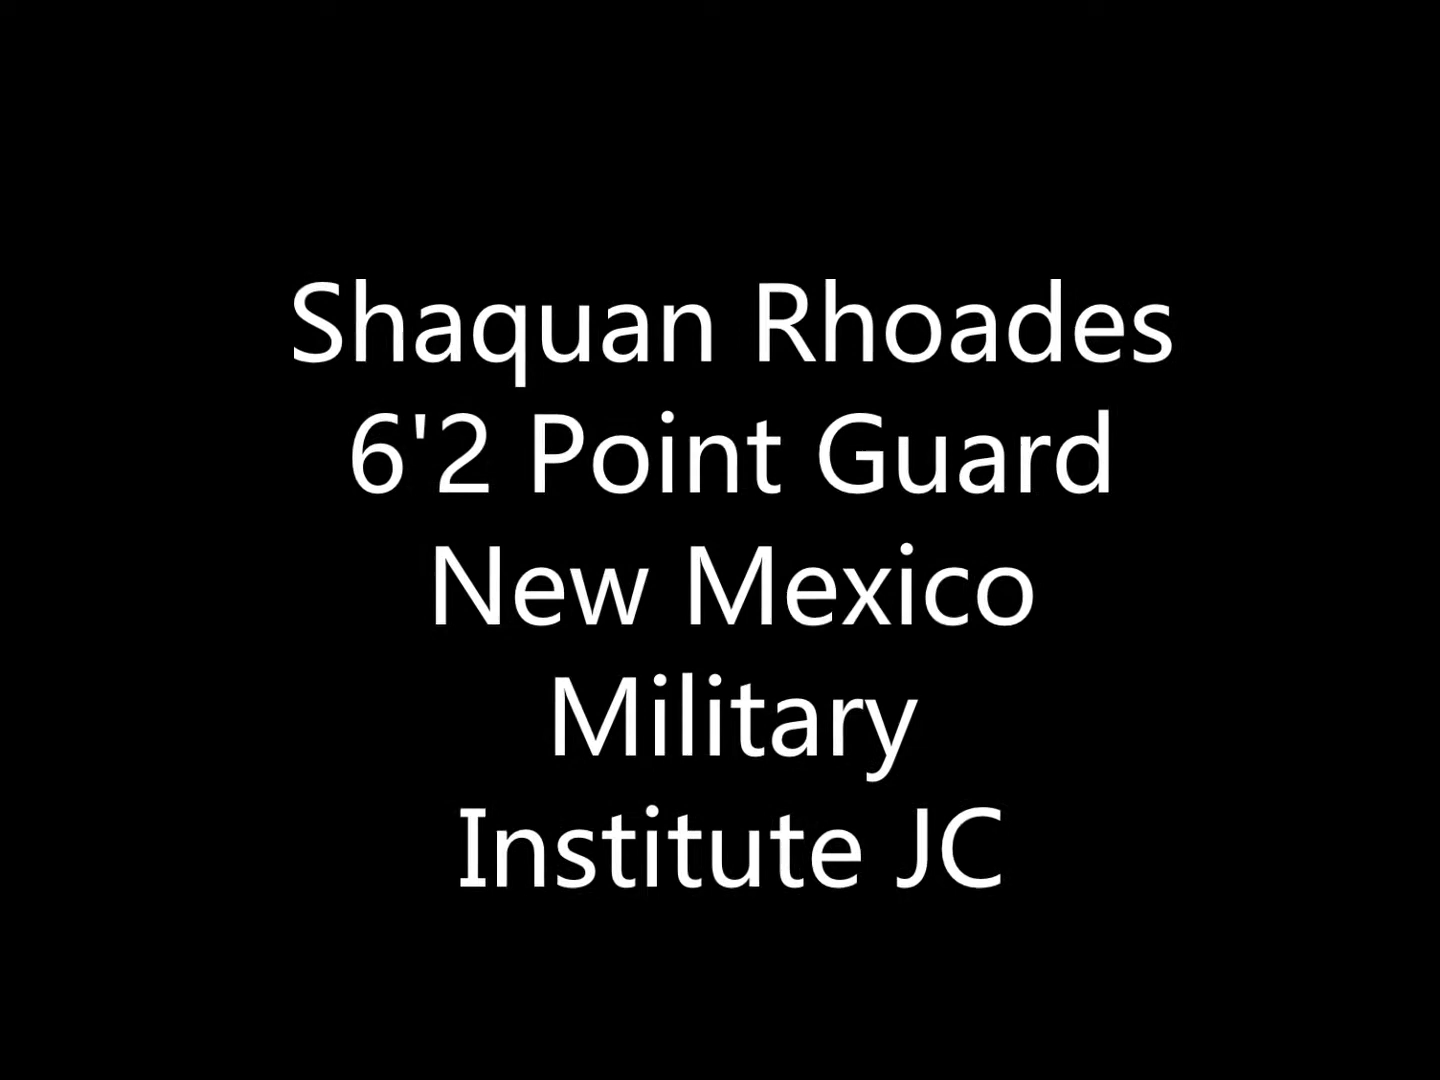 Shaquan Rhoades
6'2 Point Guard
New Mexico
Military
Institute JC